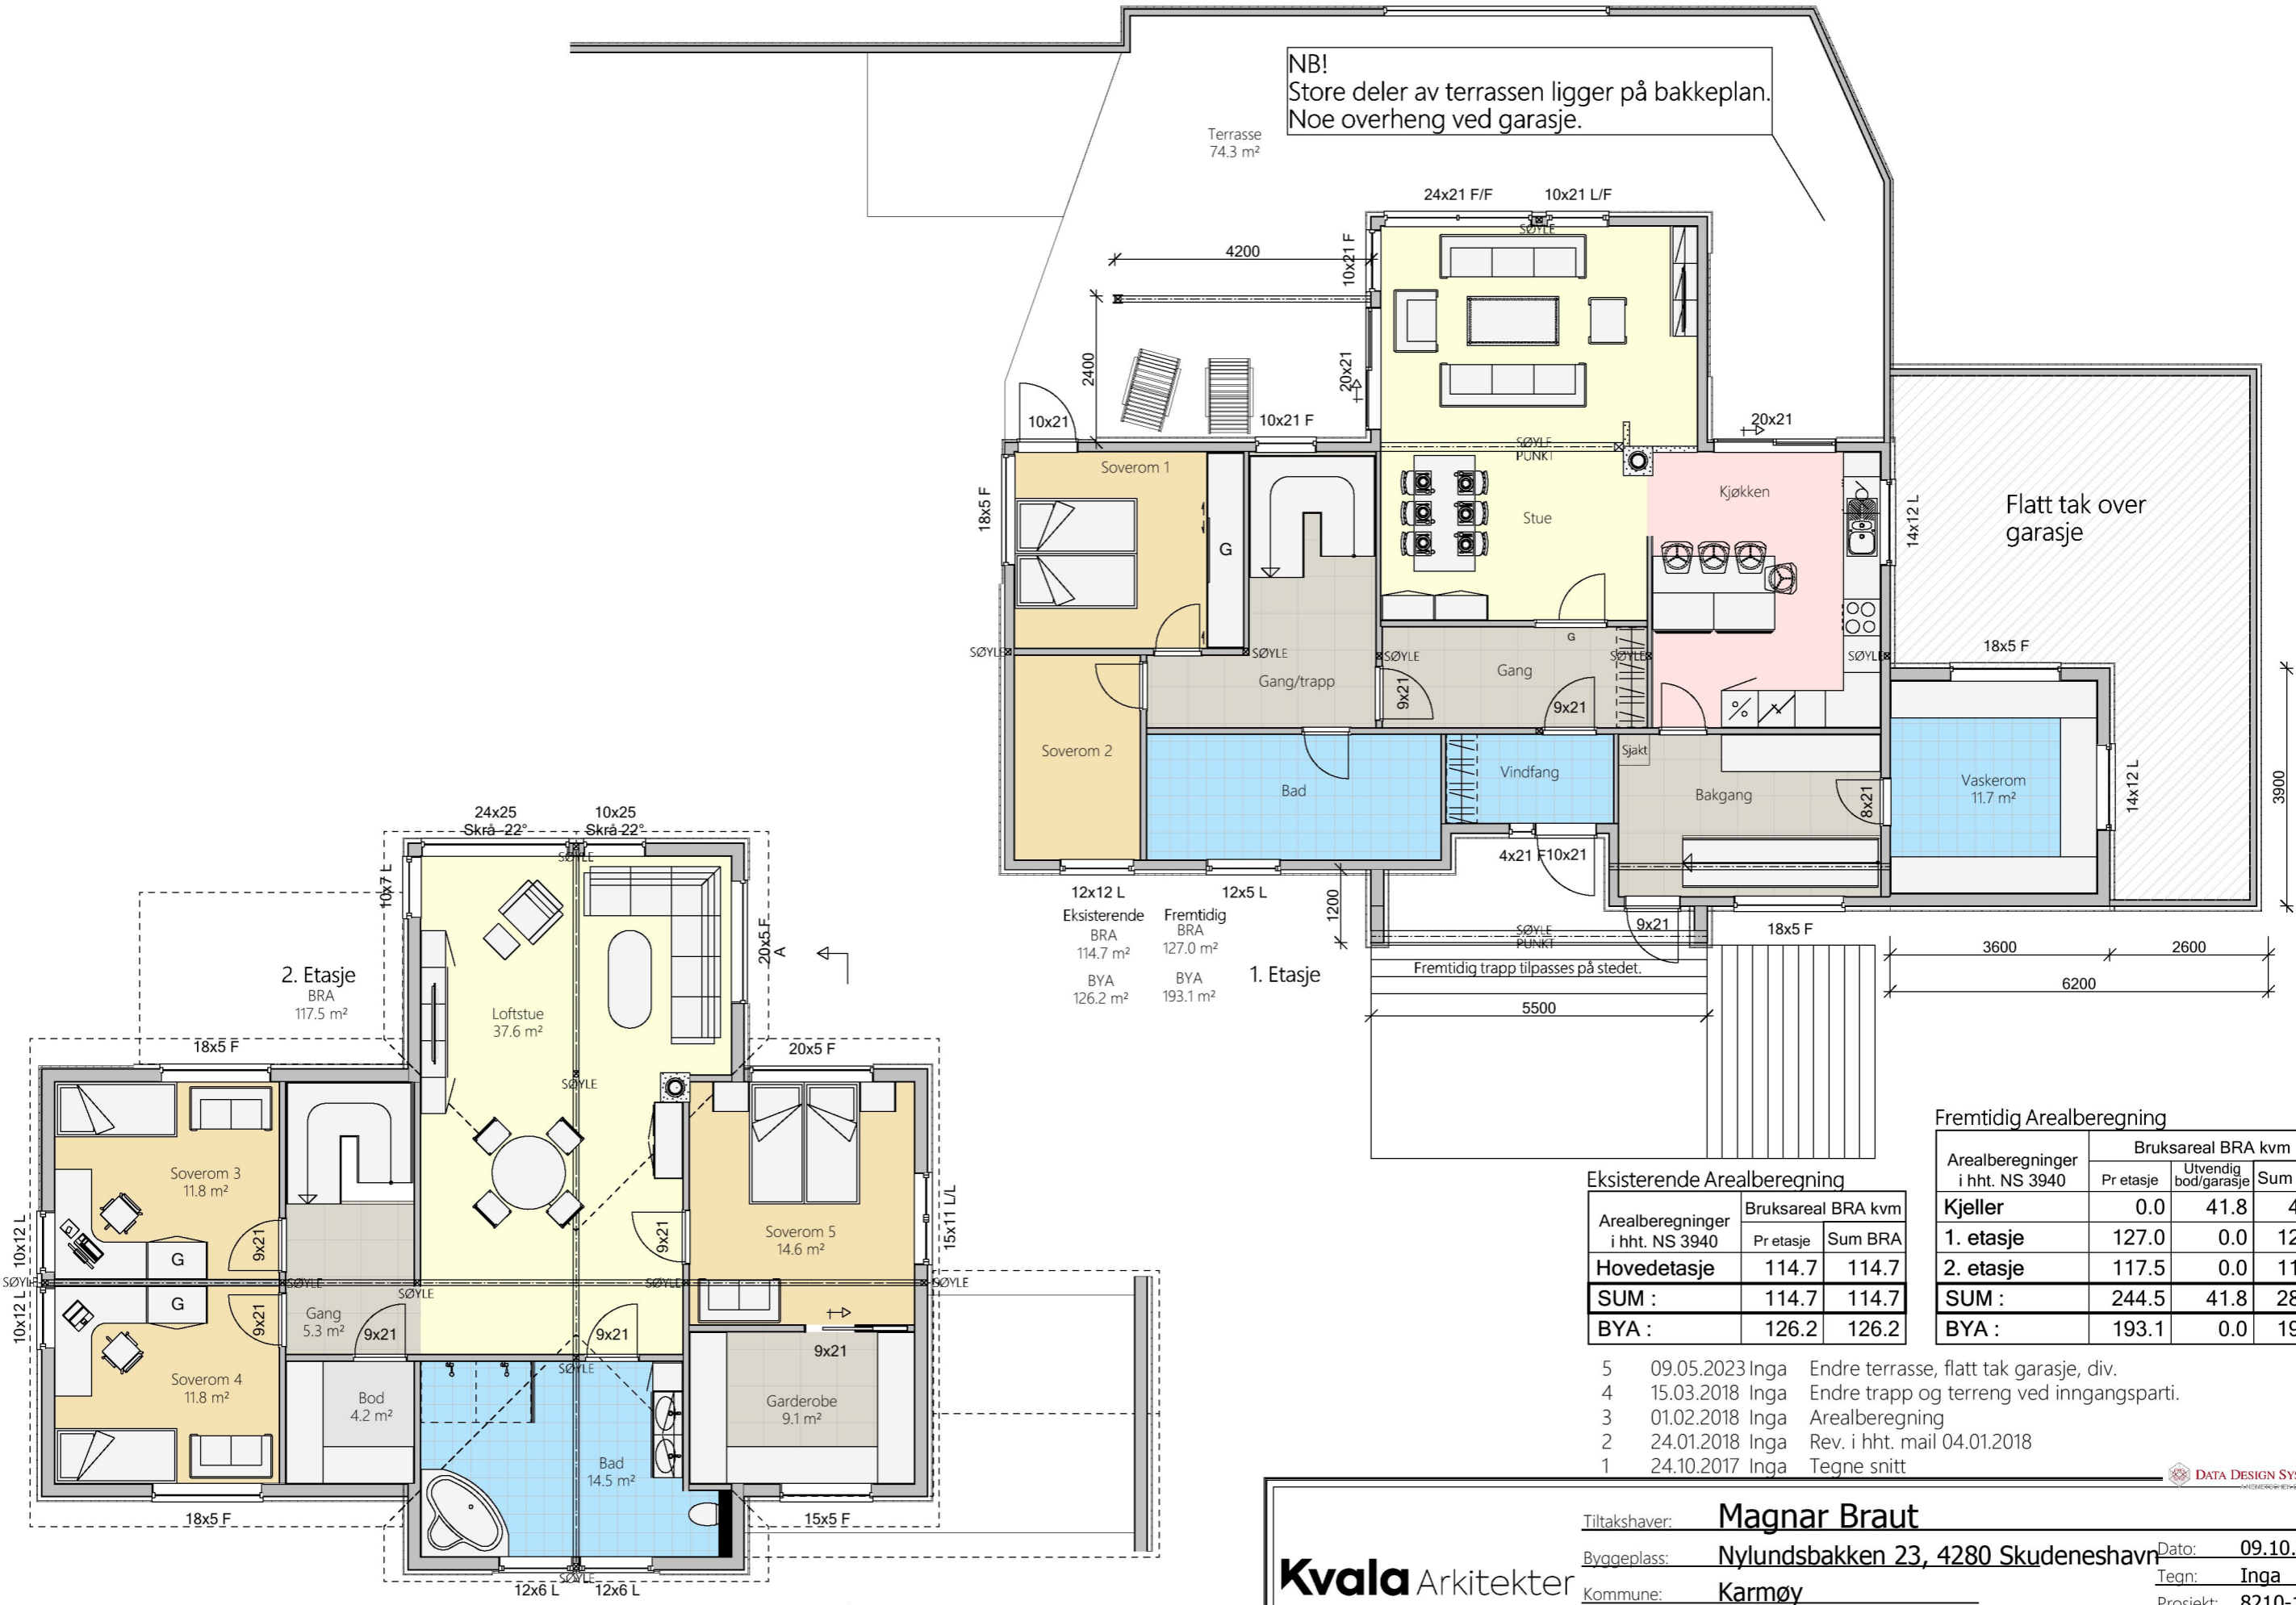 NB!
Store deler av terrassen ligger på bakkeplan.
Noe overheng ved garasje.
Terrasse
74.3 m²
24x21 F/F
10x21 L/F
SØYLE
4200
10x21 F
2400
20x21
10x21
10x21 F
20x21
SØYLE
PUNKT
Soverom 1
18x5 F
G
Stue
Kjøkken
14x12 L
Flatt tak over
garasje
SØYLE
SØYLE
SØYLE
G
SØYLE
SØYLE
18x5 F
Gang/trapp
9x21
Gang
9x21
Soverom 2
Bad
Vindfang
Sjakt
Bakgang
8x21
Vaskerom
11.7 m²
14x12 L
3900
4x21 F
10x21
12x12 L
12x5 L
1200
Eksisterende
BRA
114.7 m²
BYA
126.2 m²
Fremtidig
BRA
127.0 m²
BYA
193.1 m²
1. Etasje
SØYLE
PUNKT
9x21
18x5 F
Fremtidig trapp tilpasses på stedet.
5500
3600
2600
6200
24x25
Skrå -22°
10x25
Skrå 22°
SØYLE
10x7 L
20x5 F
A
2. Etasje
BRA
117.5 m²
Loftstue
37.6 m²
18x5 F
20x5 F
SØYLE
Soverom 3
11.8 m²
10x12 L
9x21
G
Soverom 5
14.6 m²
9x21
15x11 L/L
SØYLE
SØYLE
SØYLE
SØYLE
SØYLE
10x12 L
G
9x21
Gang
5.3 m²
9x21
9x21
9x21
SØYLE
Soverom 4
11.8 m²
Bod
4.2 m²
Bad
14.5 m²
Garderobe
9.1 m²
18x5 F
15x5 F
12x6 L
SØYLE
12x6 L
Eksisterende Arealberegning
Arealberegninger
i hht. NS 3940
Bruksareal BRA kvm
Pr etasje
Sum BRA
Hovedetasje 114.7 114.7
SUM : 114.7 114.7
BYA : 126.2 126.2
Fremtidig Arealberegning
Arealberegninger
i hht. NS 3940
Bruksareal BRA kvm
Pr etasje
Utvendig
bod/garasje
Sum
Kjeller 0.0 41.8 4
1. etasje 127.0 0.0 12
2. etasje 117.5 0.0 11
SUM : 244.5 41.8 28
BYA : 193.1 0.0 19
5 09.05.2023 Inga Endre terrasse, flatt tak garasje, div.
4 15.03.2018 Inga Endre trapp og terreng ved inngangsparti.
3 01.02.2018 Inga Arealberegning
2 24.01.2018 Inga Rev. i hht. mail 04.01.2018
1 24.10.2017 Inga Tegne snitt
DATA DESIGN SYS
Kvala Arkitekter
Tiltakshaver: Magnar Braut
Byggeplass: Nylundsbakken 23, 4280 Skudeneshavn
Kommune: Karmøy
Dato: 09.10.
Tegn: Inga
Prosjekt: 8210-